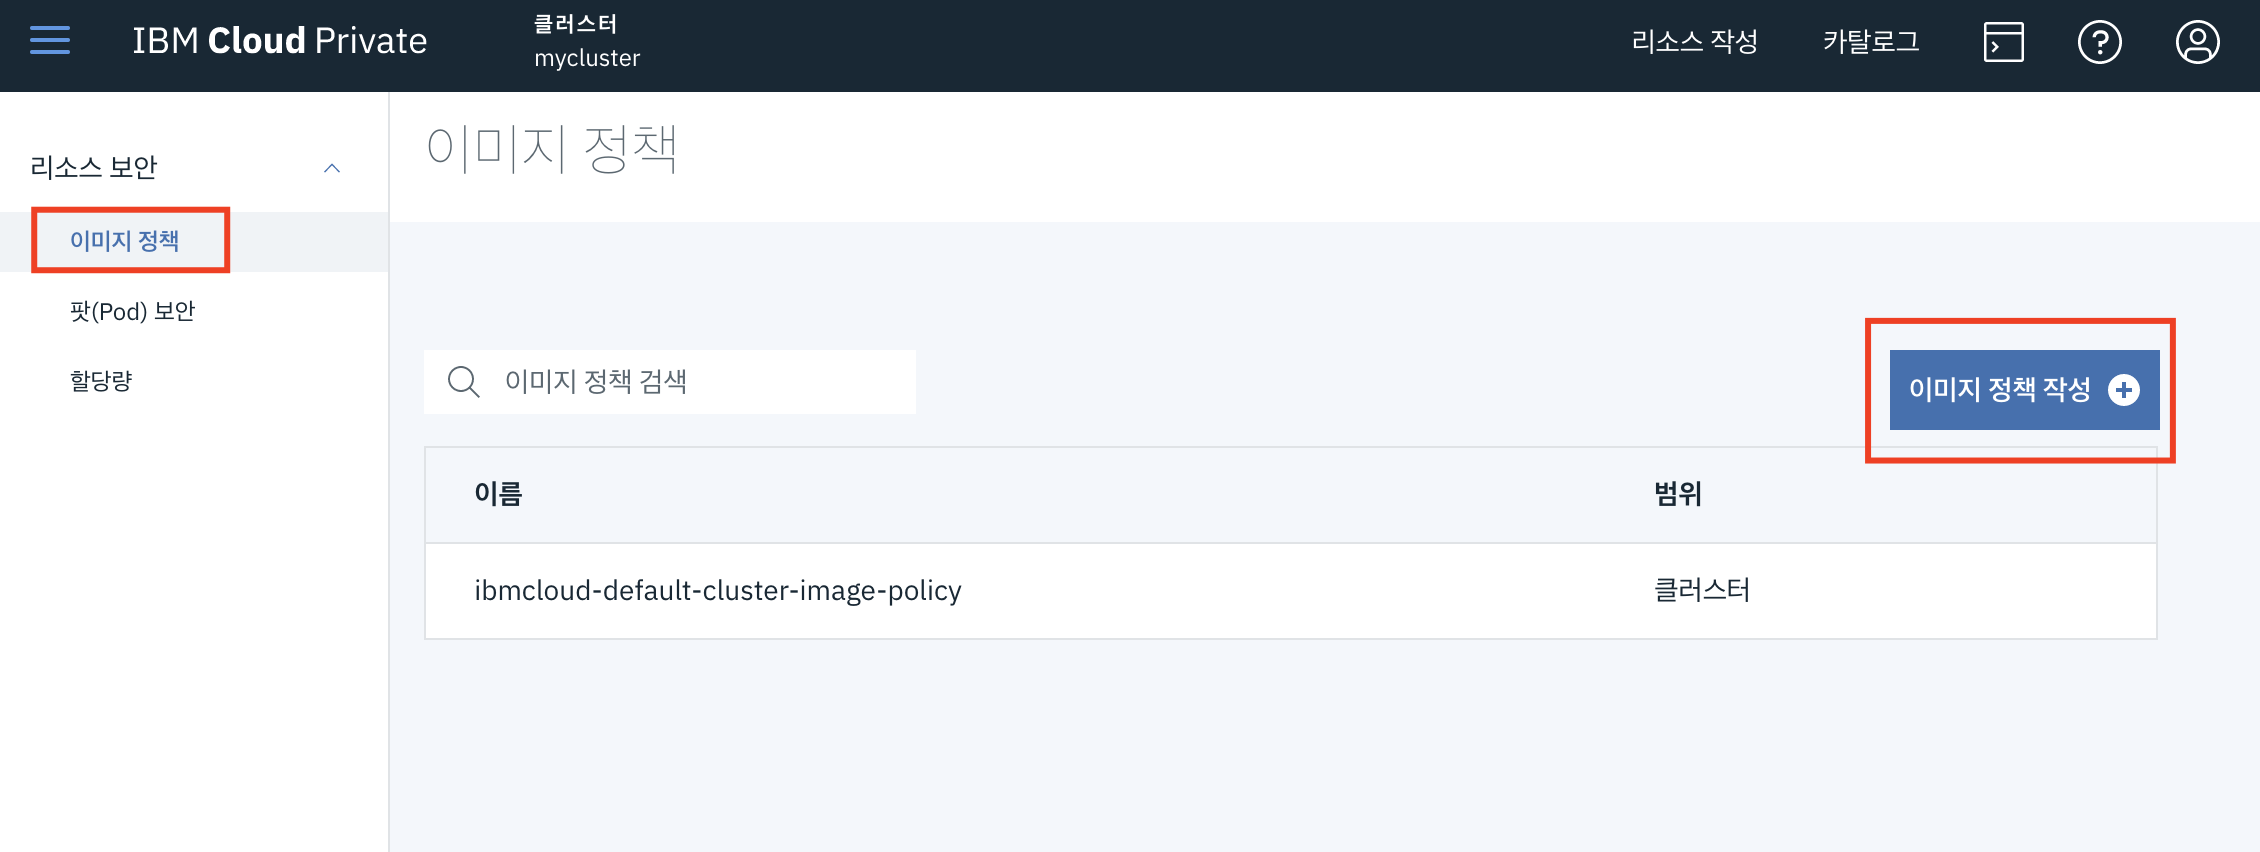 IBM Cloud Private
클러스터
mycluster
리소스 작성
카탈로그
이미지 정책
리소스 보안
이미지 정책
팟(Pod) 보안
할당량
이미지 정책 검색
이미지 정책 작성
이름
범위
ibmcloud-default-cluster-image-policy
클러스터